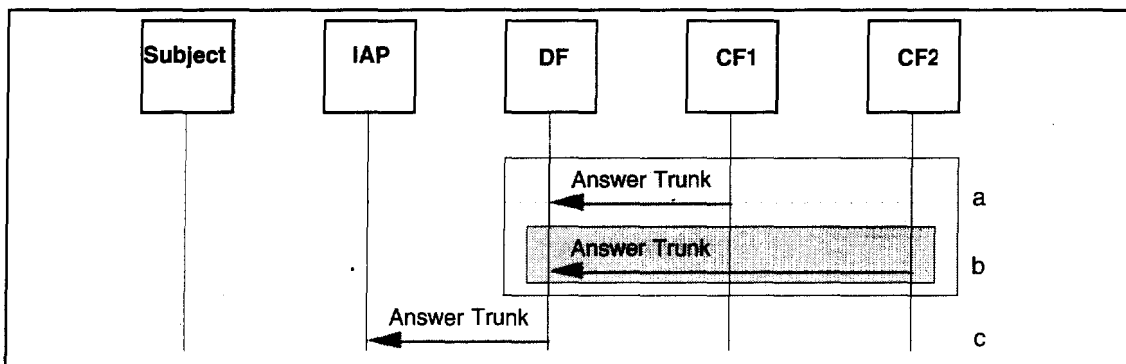 Subject IAP DF CF1 CF2
Answer Trunk a
Answer Trunk b
Answer Trunk c